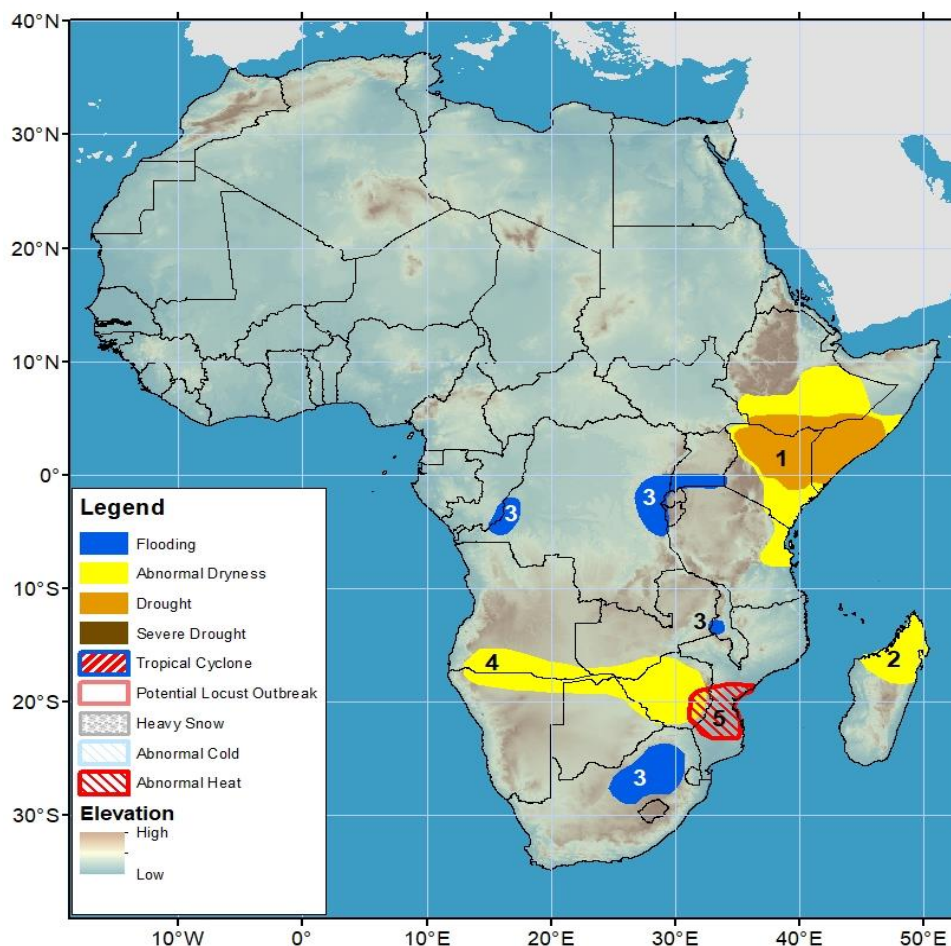 40°N
30°N
20°N
10°N
0°
10°S
20°S
30°S
1
3
3
3
2
4
5
3
Legend
Flooding
Abnormal Dryness
Drought
Severe Drought
Tropical Cyclone
Potential Locust Outbreak
Heavy Snow
Abnormal Cold
Abnormal Heat
Elevation
High
Low
10°W
0°
10°E
20°E
30°E
40°E
50°E